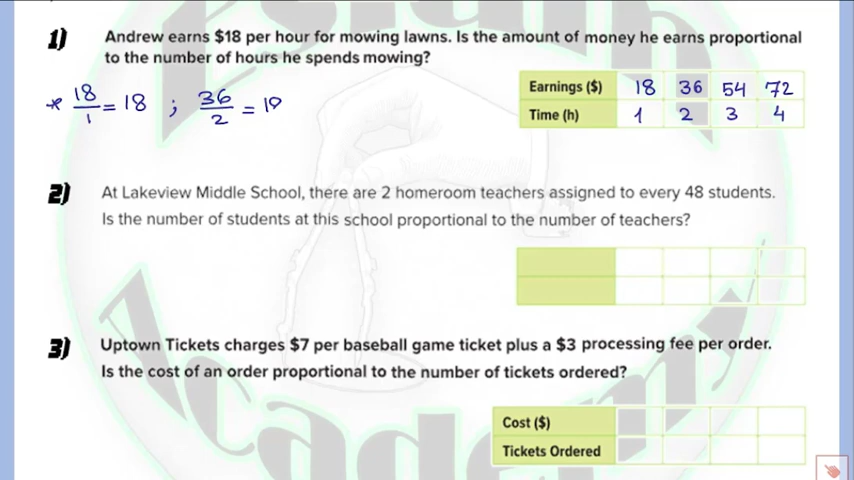 1) Andrew earns $18 per hour for mowing lawns. Is the amount of money he earns proportional
to the number of hours he spends mowing?
* 18/1 = 18 ; 36/2 = 18
Earnings ($) 18 36 54 72
Time (h) 1 2 3 4
2) At Lakeview Middle School, there are 2 homeroom teachers assigned to every 48 students.
Is the number of students at this school proportional to the number of teachers?
3) Uptown Tickets charges $7 per baseball game ticket plus a $3 processing fee per order.
Is the cost of an order proportional to the number of tickets ordered?
Cost ($)
Tickets Ordered